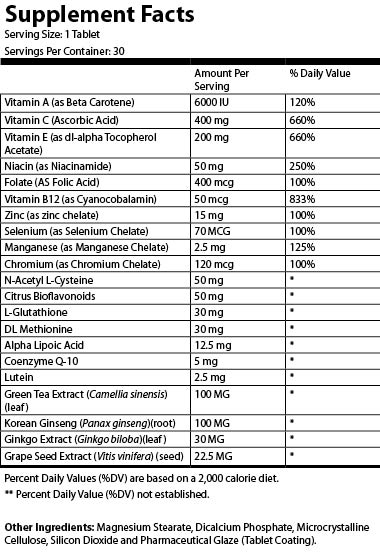 Supplement Facts
Serving Size: 1 Tablet
Servings Per Container: 30
Amount Per Serving % Daily Value
Vitamin A (as Beta Carotene) 6000 IU 120%
Vitamin C (Ascorbic Acid) 400 mg 660%
Vitamin E (as dl-alpha Tocopherol Acetate) 200 mg 660%
Niacin (as Niacinamide) 50 mg 250%
Folate (AS Folic Acid) 400 mcg 100%
Vitamin B12 (as Cyanocobalamin) 50 mcg 833%
Zinc (as zinc chelate) 15 mg 100%
Selenium (as Selenium Chelate) 70 MCG 100%
Manganese (as Manganese Chelate) 2.5 mg 125%
Chromium (as Chromium Chelate) 120 mcg 100%
N-Acetyl L-Cysteine 50 mg *
Citrus Bioflavonoids 50 mg *
L-Glutathione 30 mg *
DL Methionine 30 mg *
Alpha Lipoic Acid 12.5 mg *
Coenzyme Q-10 5 mg *
Lutein 2.5 mg *
Green Tea Extract (Camellia sinensis) (leaf) 100 MG *
Korean Ginseng (Panax ginseng)(root) 100 MG *
Ginkgo Extract (Ginkgo biloba)(leaf) 30 MG *
Grape Seed Extract (Vitis vinifera) (seed) 22.5 MG *
Percent Daily Values (%DV) are based on a 2,000 calorie diet.
** Percent Daily Value (%DV) not established.
Other Ingredients: Magnesium Stearate, Dicalcium Phosphate, Microcrystalline
Cellulose, Silicon Dioxide and Pharmaceutical Glaze (Tablet Coating).